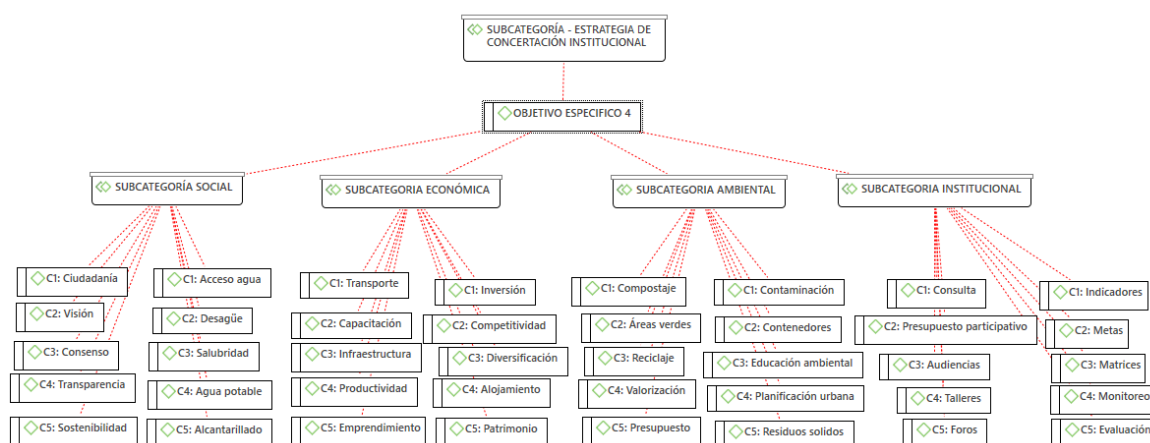 SUBCATEGORÍA - ESTRATEGIA DE
CONCERTACIÓN INSTITUCIONAL
OBJETIVO ESPECIFICO 4
SUBCATEGORÍA SOCIAL
SUBCATEGORIA ECONÓMICA
SUBCATEGORIA AMBIENTAL
SUBCATEGORIA INSTITUCIONAL
C1: Ciudadanía
C2: Visión
C3: Consenso
C4: Transparencia
C5: Sostenibilidad
C1: Acceso agua
C2: Desagüe
C3: Salubridad
C4: Agua potable
C5: Alcantarillado
C1: Transporte
C2: Capacitación
C3: Infraestructura
C4: Productividad
C5: Emprendimiento
C1: Inversión
C2: Competitividad
C3: Diversificación
C4: Alojamiento
C5: Patrimonio
C1: Compostaje
C2: Áreas verdes
C3: Reciclaje
C4: Valorización
C5: Presupuesto
C1: Contaminación
C2: Contenedores
C3: Educación ambiental
C4: Planificación urbana
C5: Residuos solidos
C1: Consulta
C2: Presupuesto participativo
C3: Audiencias
C4: Talleres
C5: Foros
C1: Indicadores
C2: Metas
C3: Matrices
C4: Monitoreo
C5: Evaluación